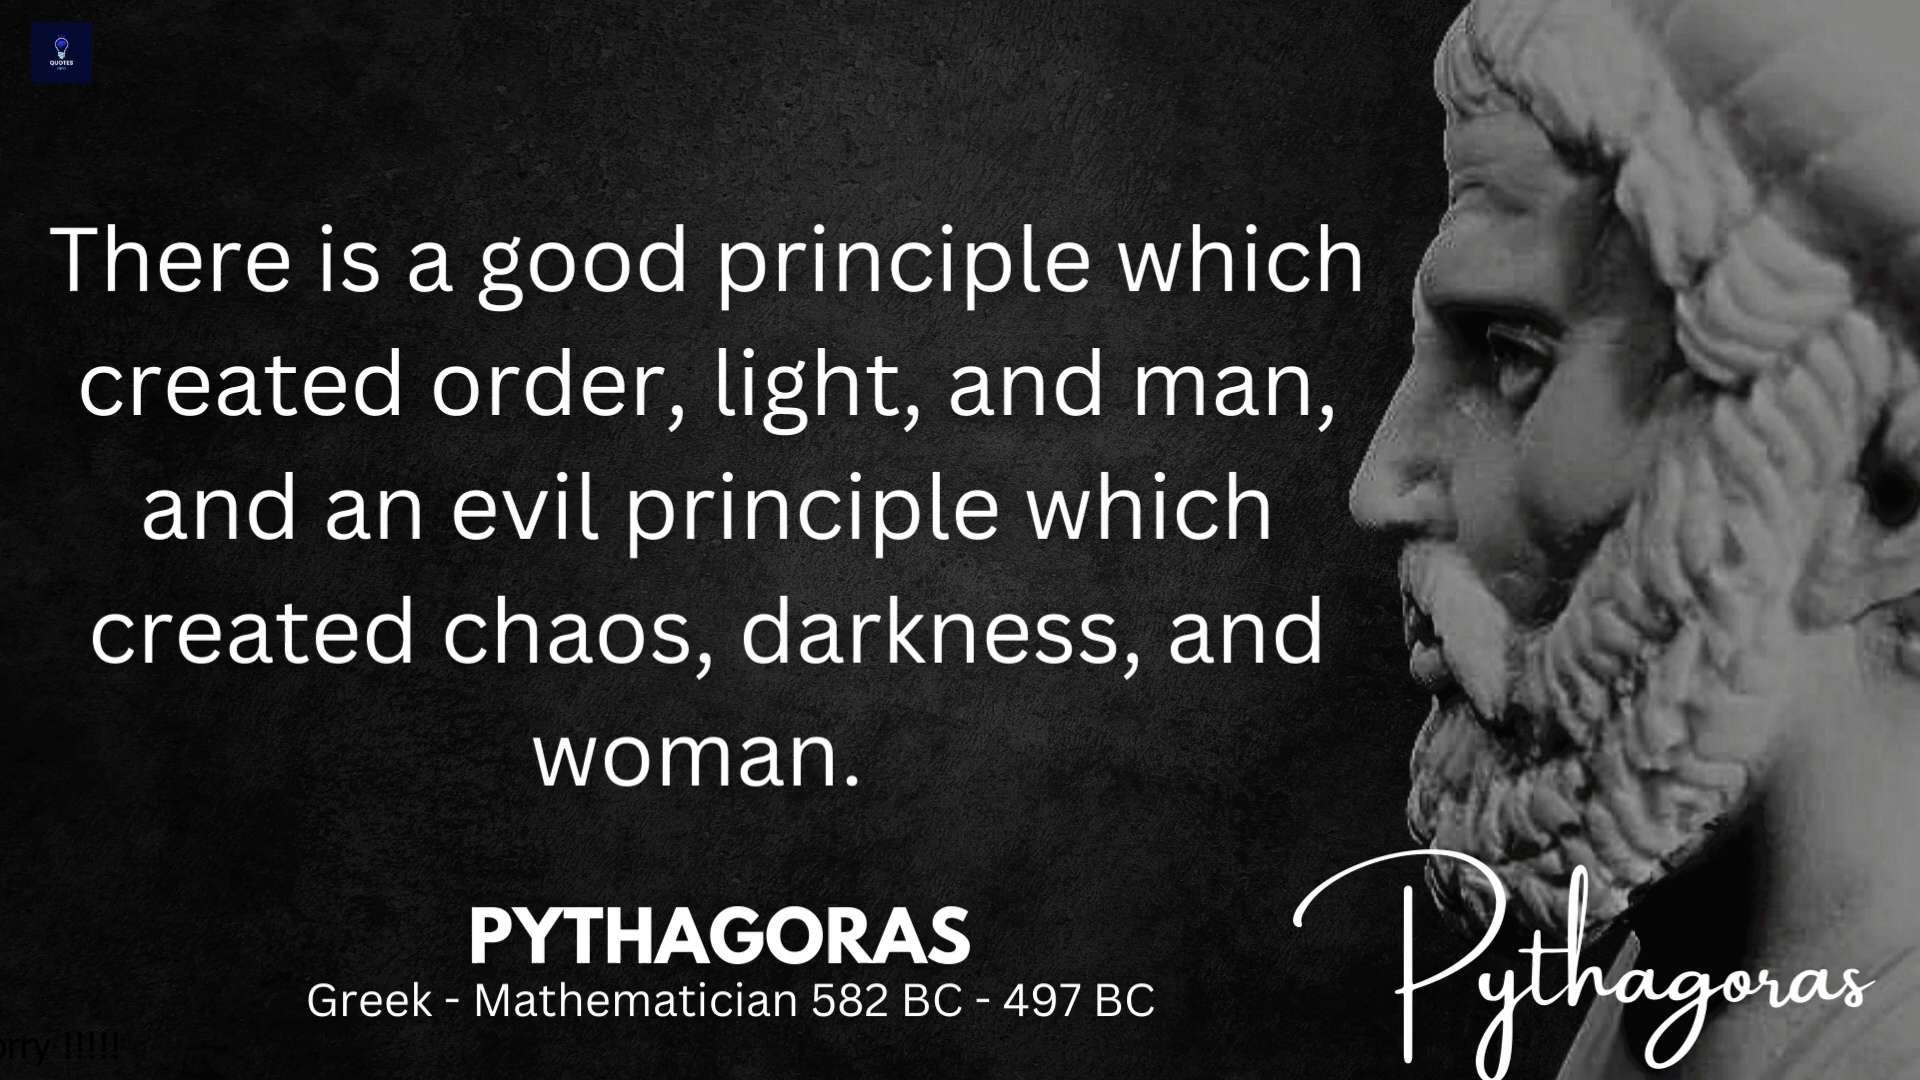 QUOTES
There is a good principle which
created order, light, and man,
and an evil principle which
created chaos, darkness, and
woman.
PYTHAGORAS
Greek - Mathematician 582 BC - 497 BC
Pythagoras
!!!!!